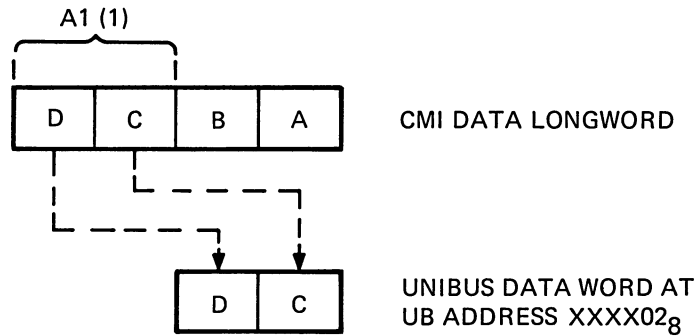 A1 (1)
D C B A CMI DATA LONGWORD
D C UNIBUS DATA WORD AT
UB ADDRESS XXXX02₈